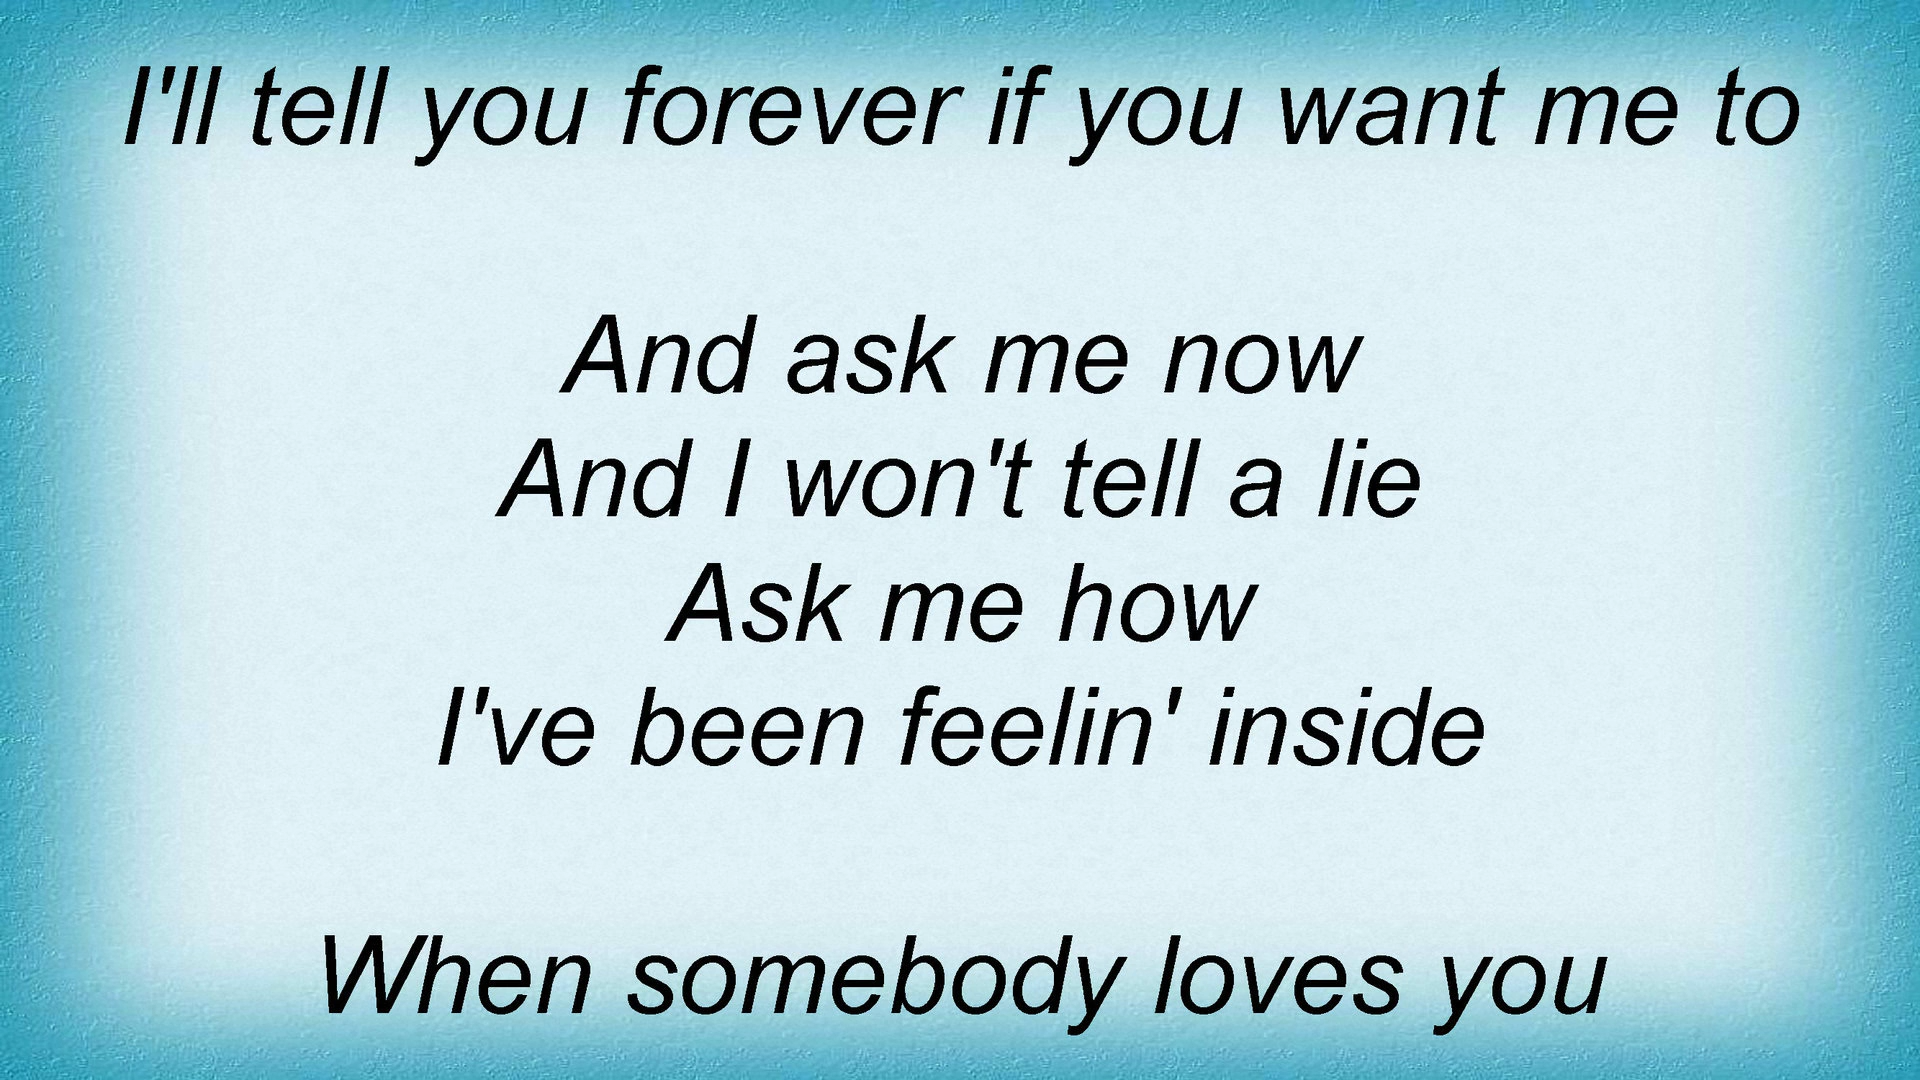 I'll tell you forever if you want me to
And ask me now
And I won't tell a lie
Ask me how
I've been feelin' inside
When somebody loves you